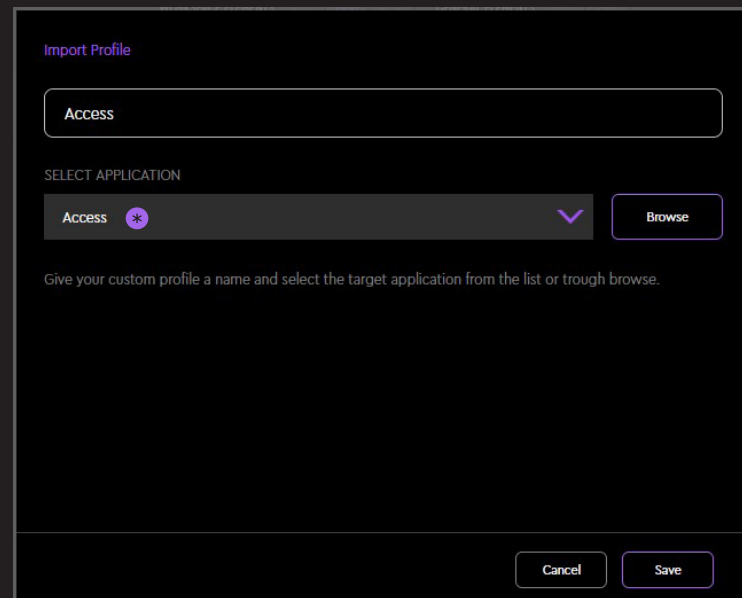 Import Profile
Access
SELECT APPLICATION
Access *
Browse
Give your custom profile a name and select the target application from the list or trough browse.
Cancel
Save